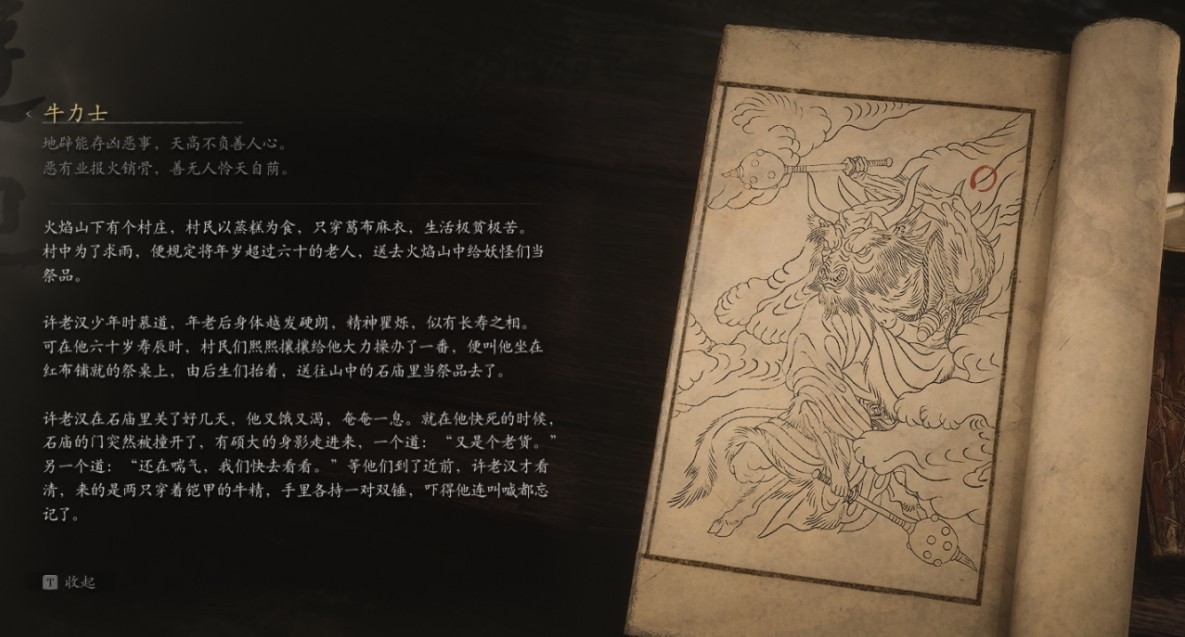 牛力士
地辟能存凶恶事，天高不负善人心。
恶有业报火销骨，善无人怜天自荫。
火焰山下有个村庄，村民以蒸糕为食，只穿葛布麻衣，生活极贫极苦。
村中为了求雨，便规定将年岁超过六十的老人，送去火焰山中给妖怪们当
祭品。
许老汉少年时慕道，年老后身体越发硬朗，精神矍烁，似有长寿之相。
可在他六十岁寿辰时，村民们熙熙攘攘给他大力操办了一番，便叫他坐在
红布铺就的祭桌上，由后生们抬着，送往山中的石庙里当祭品去了。
许老汉在石庙里关了好几天，他又饿又渴，奄奄一息。就在他快死的时候，
石庙的门突然被撞开了，有硕大的身影走进来，一个道：“又是个老货。”
另一个道：“还在喘气，我们快去看看。”等他们到了近前，许老汉才看
清，来的是两只穿着铠甲的牛精，手里各持一对双锤，吓得他连叫喊都忘
记了。
T 收起